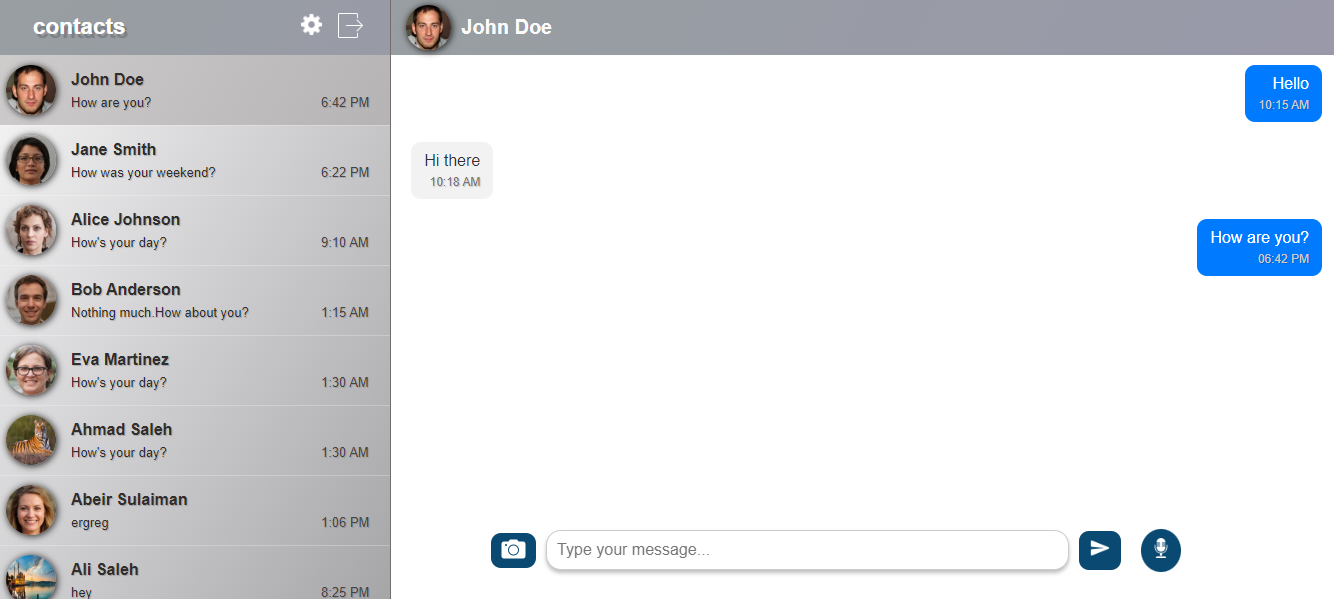 contacts
John Doe
How are you?
6:42 PM
Jane Smith
How was your weekend?
6:22 PM
Alice Johnson
How's your day?
9:10 AM
Bob Anderson
Nothing much.How about you?
1:15 AM
Eva Martinez
How's your day?
1:30 AM
Ahmad Saleh
How's your day?
1:30 AM
Abeir Sulaiman
ergreg
1:06 PM
Ali Saleh
hey
8:25 PM
John Doe
Hello
10:15 AM
Hi there
10:18 AM
How are you?
06:42 PM
Type your message...